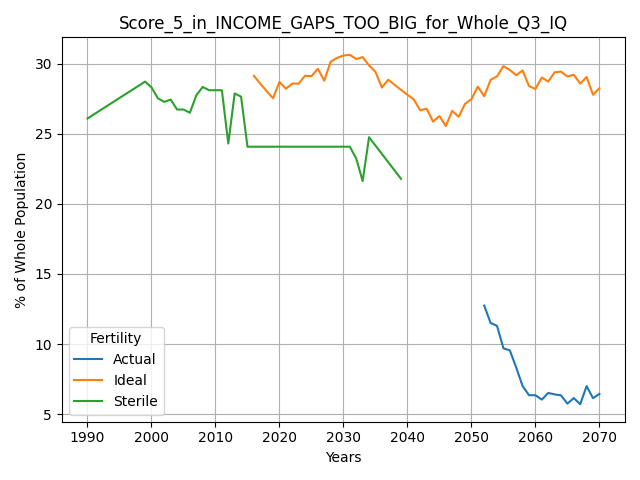 Score_5_in_INCOME_GAPS_TOO_BIG_for_Whole_Q3_IQ
% of Whole Population
30
25
20
15
10
5
Fertility
Actual
Ideal
Sterile
1990 2000 2010 2020 2030 2040 2050 2060 2070
Years